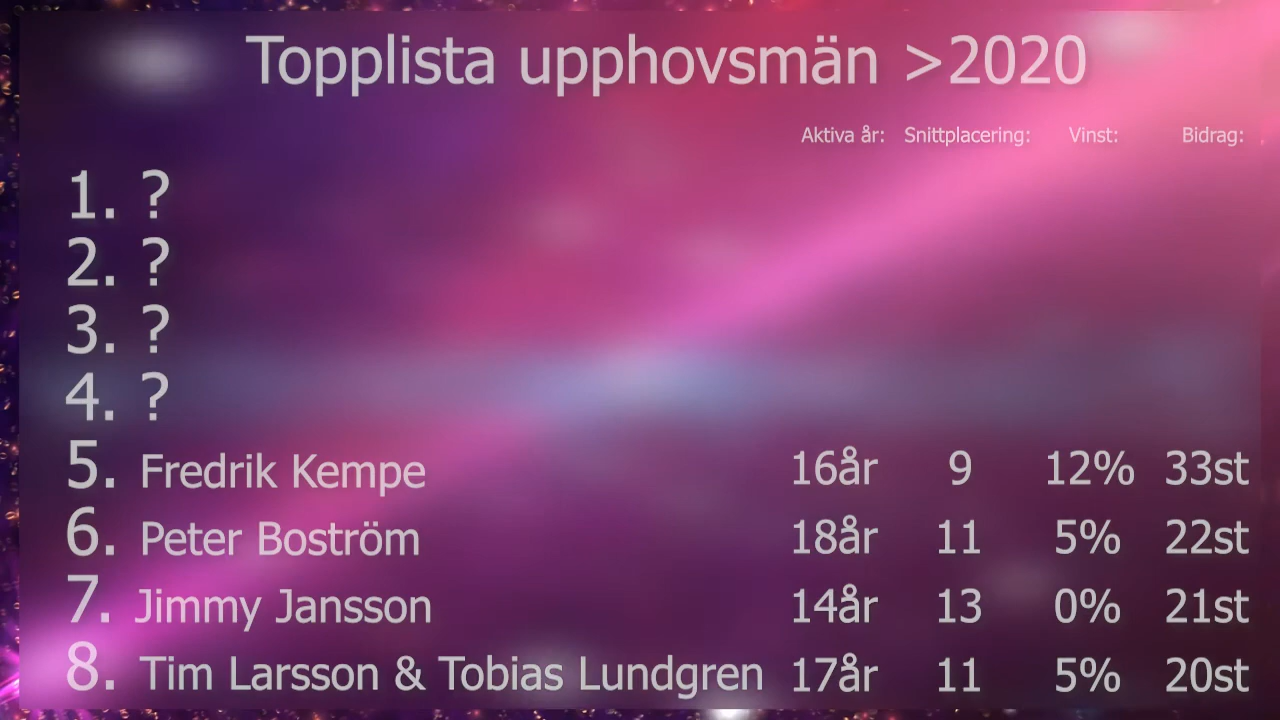 Topplista upphovsmän >2020
Aktiva år: Snittplacering: Vinst: Bidrag:
1. ?
2. ?
3. ?
4. ?
5. Fredrik Kempe 16år 9 12% 33st
6. Peter Boström 18år 11 5% 22st
7. Jimmy Jansson 14år 13 0% 21st
8. Tim Larsson & Tobias Lundgren 17år 11 5% 20st